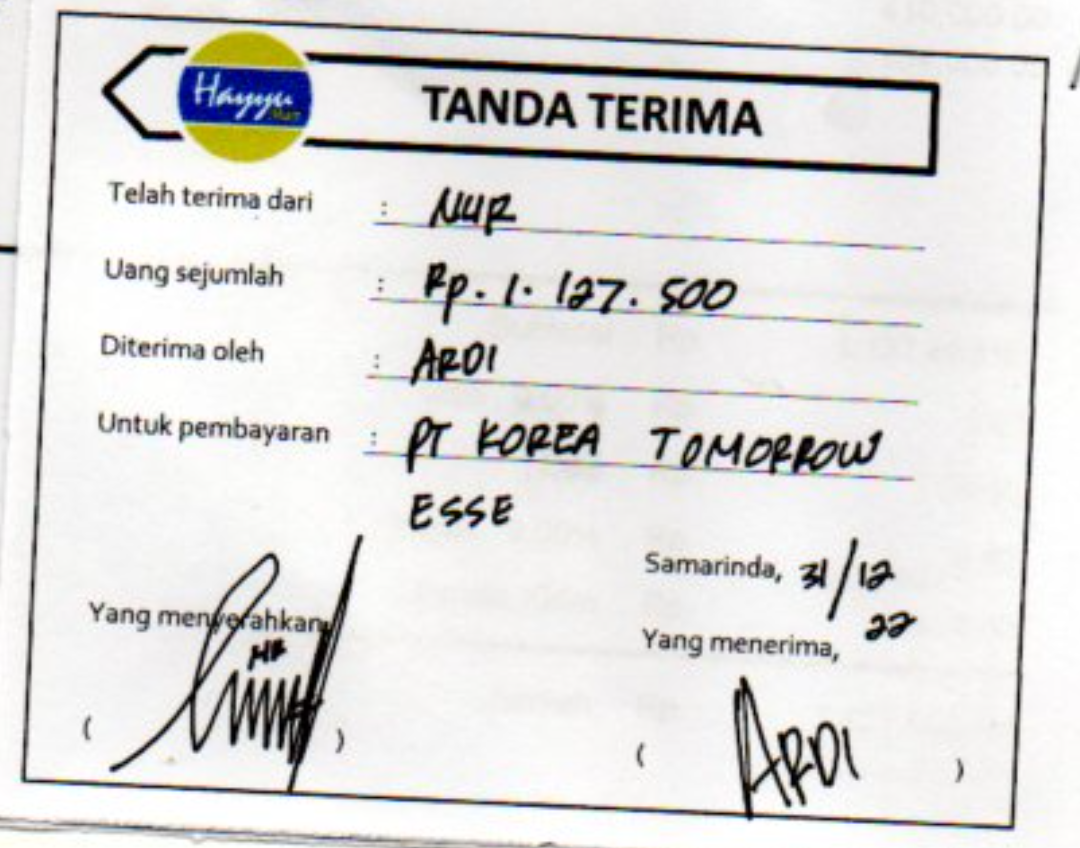 Hayyu Mart
TANDA TERIMA
Telah terima dari : NUR
Uang sejumlah : Rp. 1. 127. 500
Diterima oleh : ARDI
Untuk pembayaran : PT KOREA TOMORROW
ESSE
Samarinda, 31/12
22
Yang menyerahkan, Yang menerima,
( ) ( ARDI )